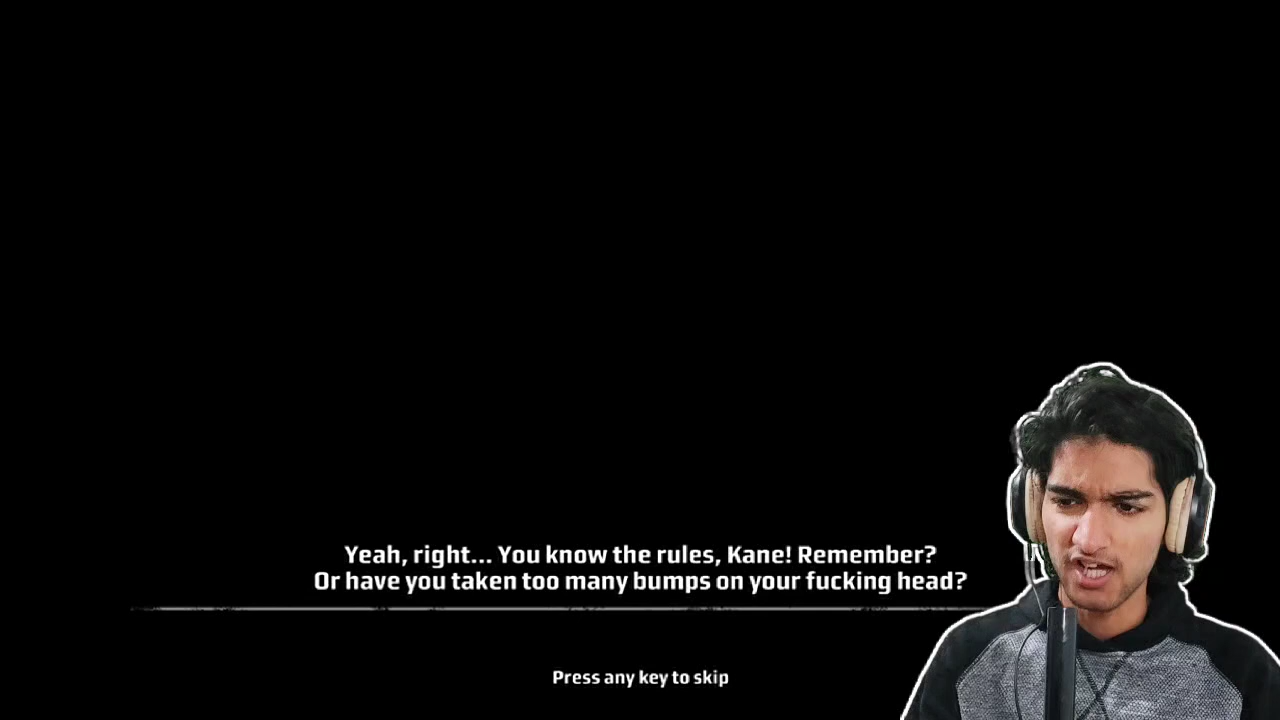 Yeah, right... You know the rules, Kane! Remember?
Or have you taken too many bumps on your fucking head?
Press any key to skip